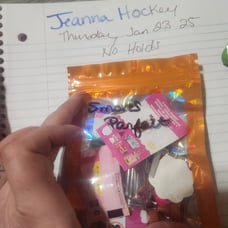 Jeanna Hockey
Thursday Jan 23 25
No Holds
Smores
Parfait